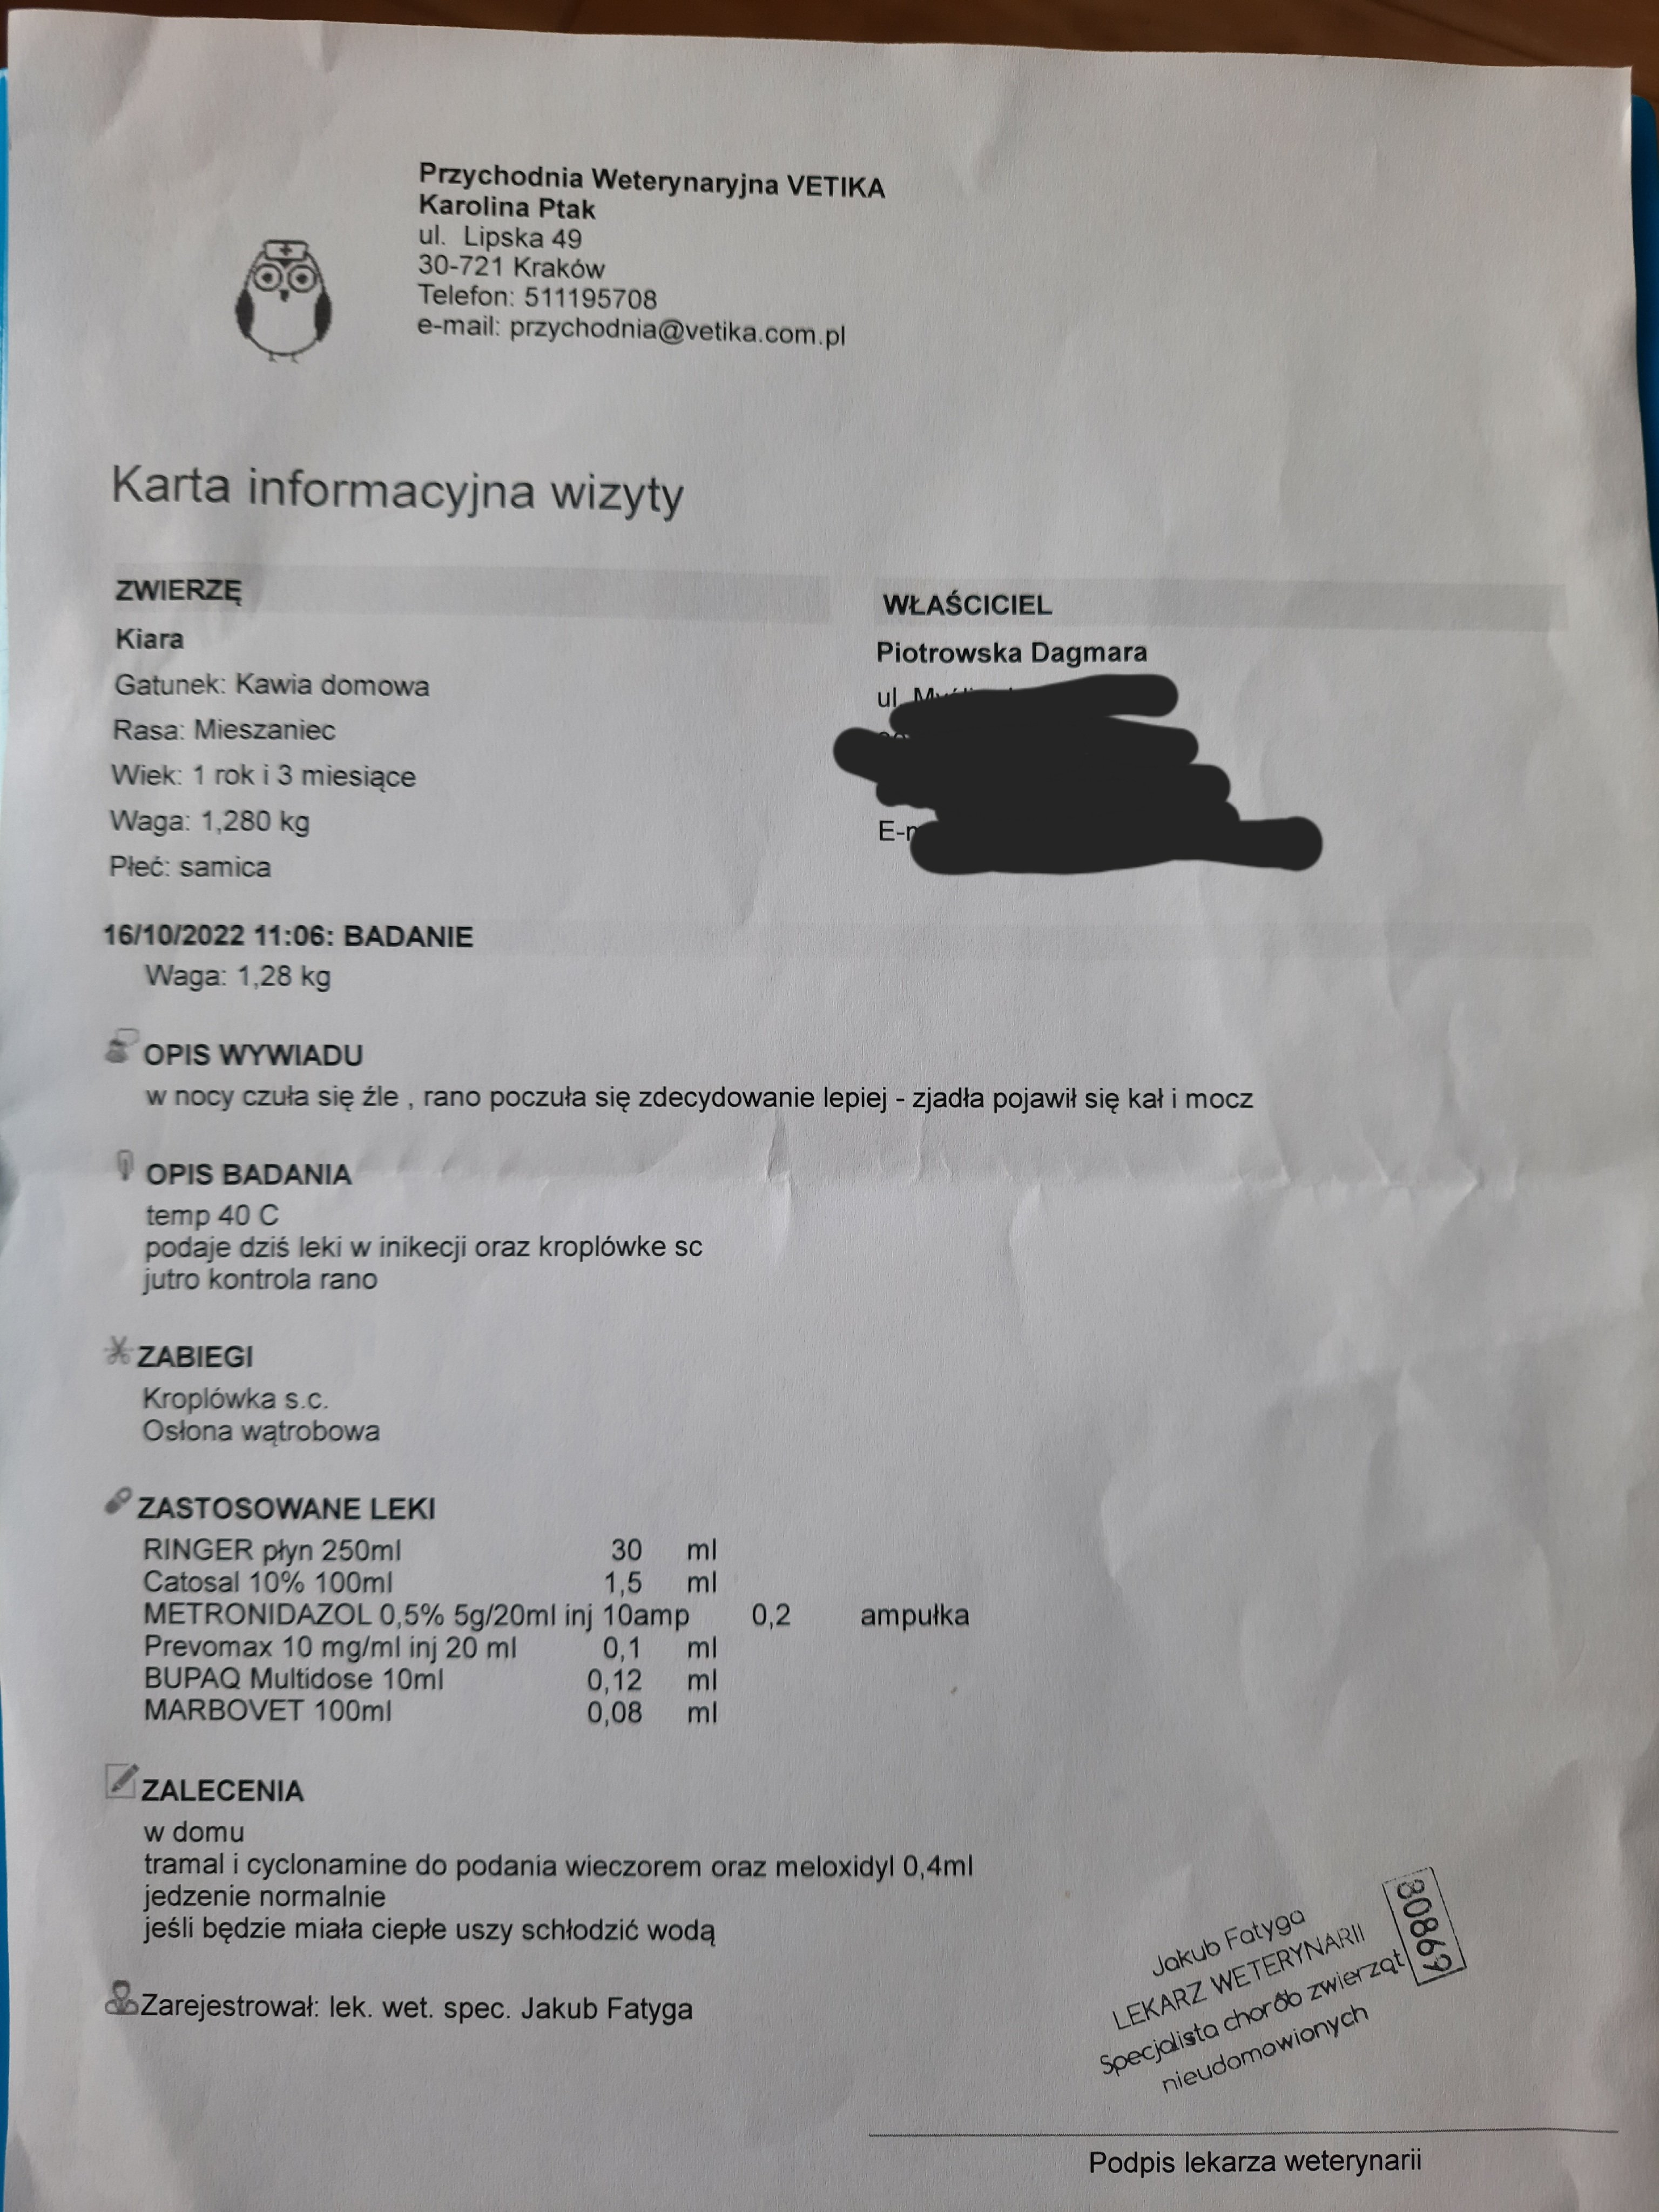 Przychodnia Weterynaryjna VETIKA
Karolina Ptak
ul. Lipska 49
30-721 Kraków
Telefon: 511195708
e-mail: przychodnia@vetika.com.pl
Karta informacyjna wizyty
ZWIERZĘ
Kiara
Gatunek: Kawia domowa
Rasa: Mieszaniec
Wiek: 1 rok i 3 miesiące
Waga: 1,280 kg
Płeć: samica
WŁAŚCICIEL
Piotrowska Dagmara
ul
16/10/2022 11:06: BADANIE
Waga: 1,28 kg
OPIS WYWIADU
w nocy czuła się źle , rano poczuła się zdecydowanie lepiej - zjadła pojawił się kał i mocz
OPIS BADANIA
temp 40 C
podaje dziś leki w inikecji oraz kroplówke sc
jutro kontrola rano
ZABIEGI
Kroplówka s.c.
Osłona wątrobowa
ZASTOSOWANE LEKI
RINGER płyn 250ml 30 ml
Catosal 10% 100ml 1,5 ml
METRONIDAZOL 0,5% 5g/20ml inj 10amp 0,2 ampułka
Prevomax 10 mg/ml inj 20 ml 0,1 ml
BUPAQ Multidose 10ml 0,12 ml
MARBOVET 100ml 0,08 ml
ZALECENIA
w domu
tramal i cyclonamine do podania wieczorem oraz meloxidyl 0,4ml
jedzenie normalnie
jeśli będzie miała ciepłe uszy schłodzić wodą
Zarejestrował: lek. wet. spec. Jakub Fatyga
Jakub Fatyga
LEKARZ WETERYNARII
Specjalista chorób zwierząt
nieudomowionych
80869
Podpis lekarza weterynarii